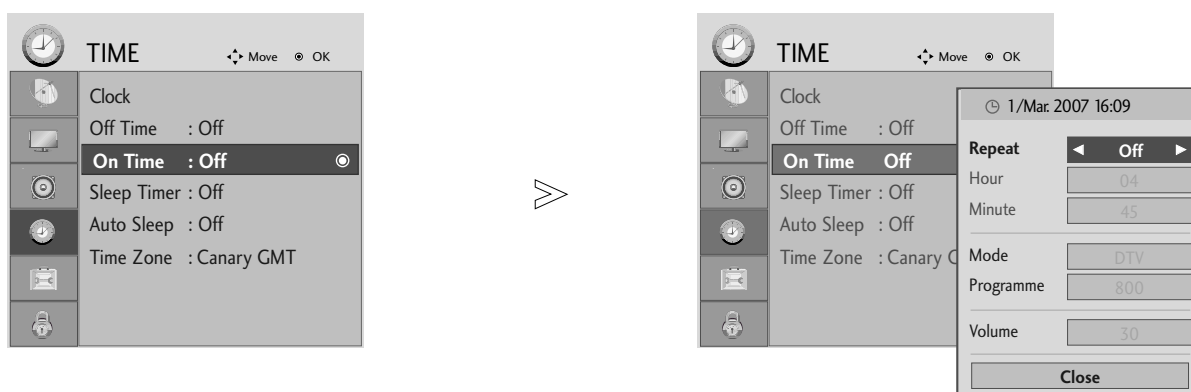 TIME
Move OK
Clock
Off Time : Off
On Time : Off
Sleep Timer : Off
Auto Sleep : Off
Time Zone : Canary GMT
TIME
Move OK
Clock
Off Time : Off
On Time Off
Sleep Timer : Off
Auto Sleep : Off
Time Zone : Canary G
1/Mar. 2007 16:09
Repeat ◄ Off ►
Hour 04
Minute 45
Mode DTV
Programme 800
Volume 30
Close